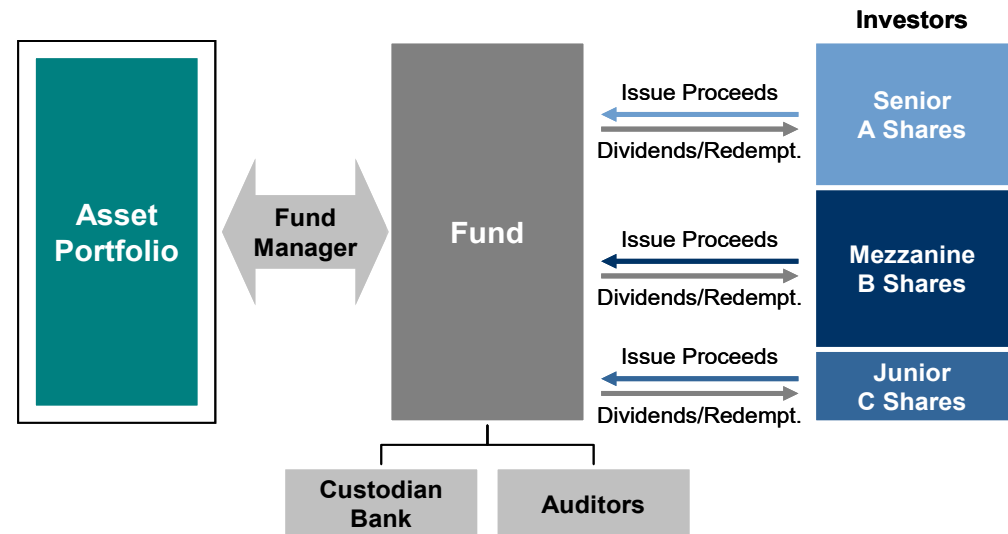 Investors
Asset
Portfolio
Fund
Manager
Fund
Issue Proceeds
Dividends/Redempt.
Senior
A Shares
Issue Proceeds
Dividends/Redempt.
Mezzanine
B Shares
Issue Proceeds
Dividends/Redempt.
Junior
C Shares
Custodian
Bank
Auditors